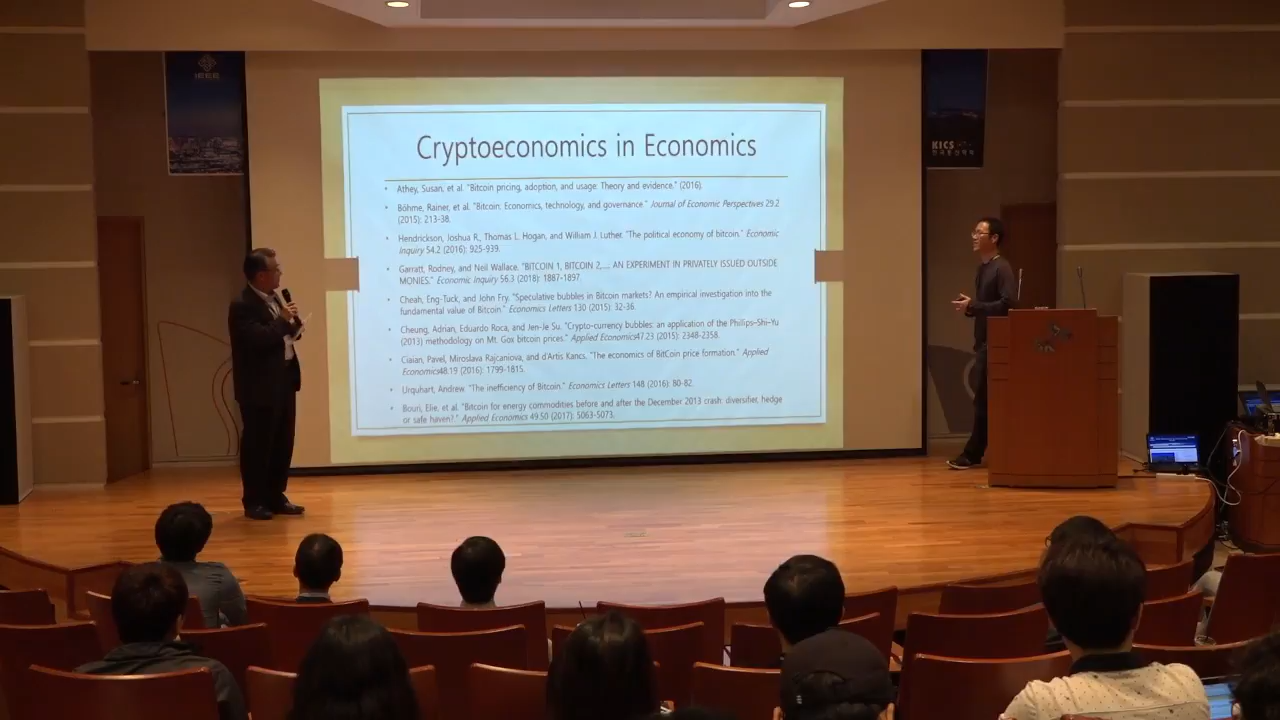 IEEE
KICS
한국통신학회
Cryptoeconomics in Economics
• Athey, Susan, et al. "Bitcoin pricing, adoption, and usage: Theory and evidence." (2016).
• Böhme, Rainer, et al. "Bitcoin: Economics, technology, and governance." Journal of Economic Perspectives 29.2
(2015): 213-38.
• Hendrickson, Joshua R., Thomas L. Hogan, and William J. Luther. "The political economy of bitcoin." Economic
Inquiry 54.2 (2016): 925-939.
• Garratt, Rodney, and Neil Wallace. "BITCOIN 1, BITCOIN 2,.... AN EXPERIMENT IN PRIVATELY ISSUED OUTSIDE
MONIES." Economic Inquiry 56.3 (2018): 1887-1897.
• Cheah, Eng-Tuck, and John Fry. "Speculative bubbles in Bitcoin markets? An empirical investigation into the
fundamental value of Bitcoin." Economics Letters 130 (2015): 32-36.
• Cheung, Adrian, Eduardo Roca, and Jen-Je Su. "Crypto-currency bubbles: an application of the Phillips-Shi-Yu
(2013) methodology on Mt. Gox bitcoin prices." Applied Economics47.23 (2015): 2348-2358.
• Ciaian, Pavel, Miroslava Rajcaniova, and d'Artis Kancs. "The economics of BitCoin price formation." Applied
Economics48.19 (2016): 1799-1815.
• Urquhart, Andrew. "The inefficiency of Bitcoin." Economics Letters 148 (2016): 80-82.
• Bouri, Elie, et al. "Bitcoin for energy commodities before and after the December 2013 crash: diversifier, hedge
or safe haven?." Applied Economics 49.50 (2017): 5063-5073.